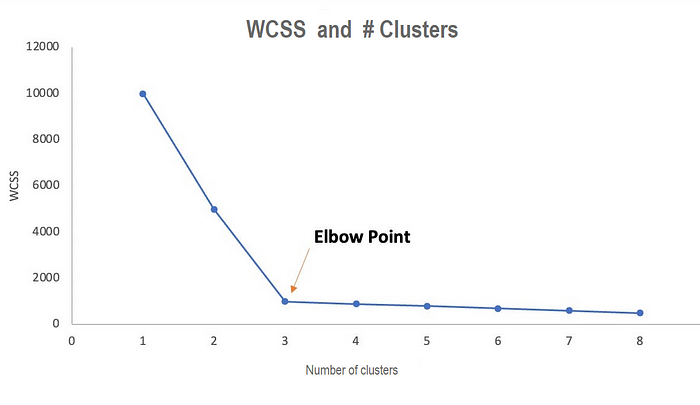 WCSS and # Clusters
12000
10000
8000
6000
4000
2000
0
WCSS
Elbow Point
0 1 2 3 4 5 6 7 8
Number of clusters